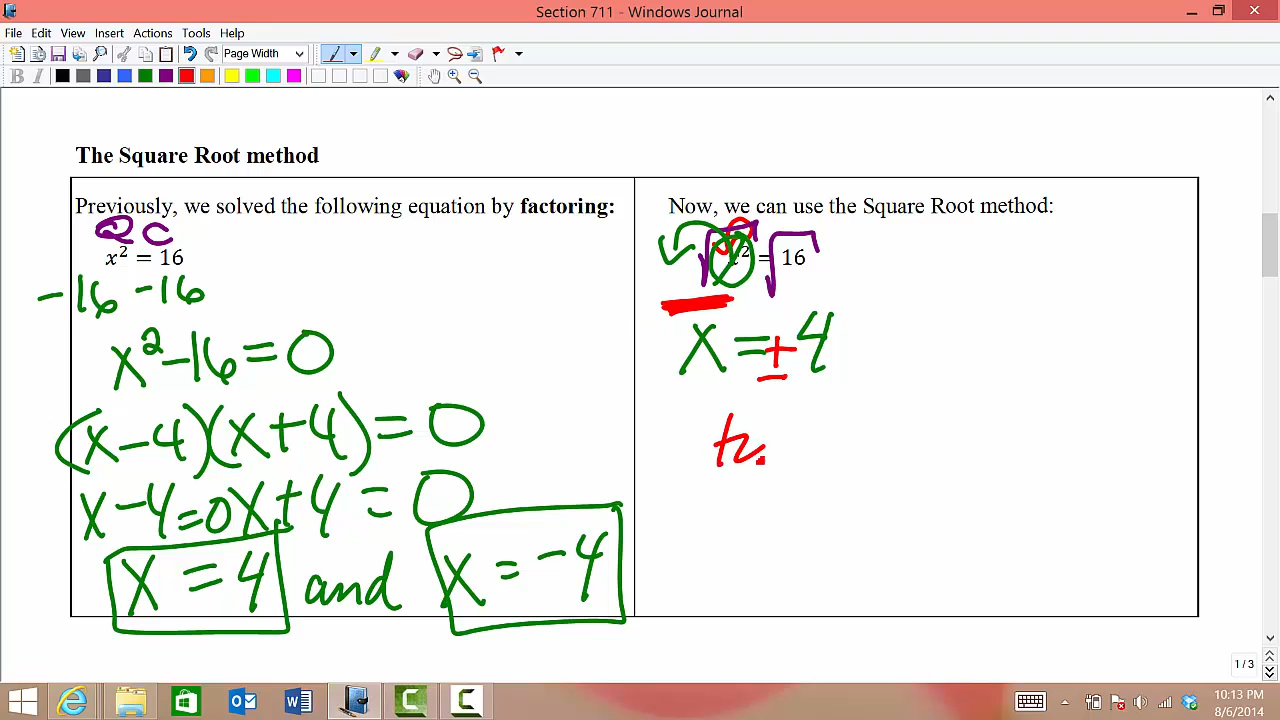 Section 711 - Windows Journal
File Edit View Insert Actions Tools Help
Page Width
B I
The Square Root method
Previously, we solved the following equation by factoring:
Q C
x² = 16
-16 -16
x² - 16 = 0
(x - 4)(x + 4) = 0
x - 4 = 0 x + 4 = 0
x = 4 and x = -4
Now, we can use the Square Root method:
√x² = √16
x = ± 4
1 / 3
10:13 PM
8/6/2014